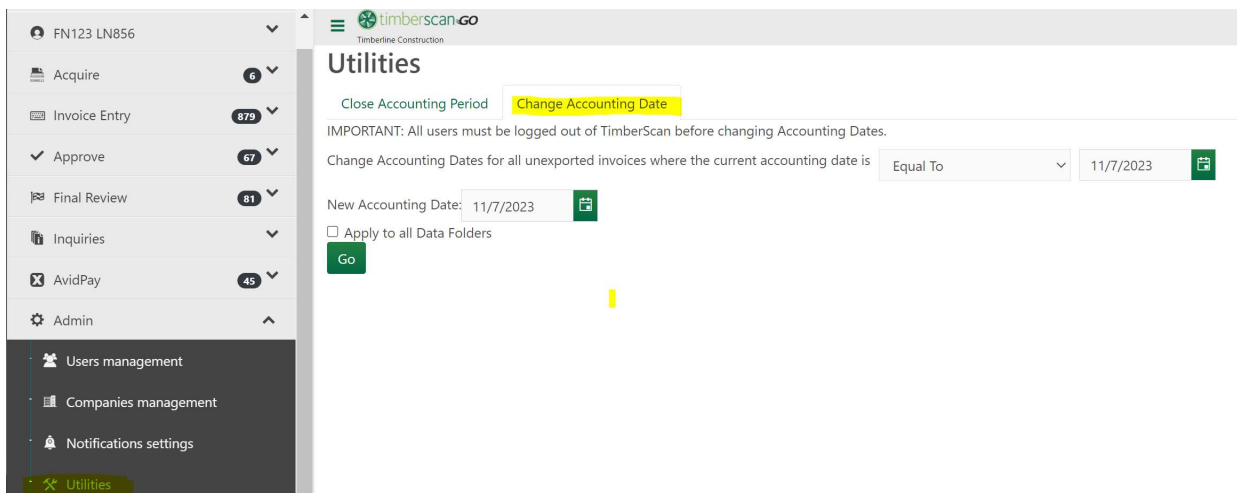 FN123 LN856
Acquire 6
Invoice Entry 879
Approve 67
Final Review 81
Inquiries
AvidPay 45
Admin
Users management
Companies management
Notifications settings
Utilities
timberscan GO
Timberline Construction
Utilities
Close Accounting Period Change Accounting Date
IMPORTANT: All users must be logged out of TimberScan before changing Accounting Dates.
Change Accounting Dates for all unexported invoices where the current accounting date is Equal To 11/7/2023
New Accounting Date: 11/7/2023
Apply to all Data Folders
Go